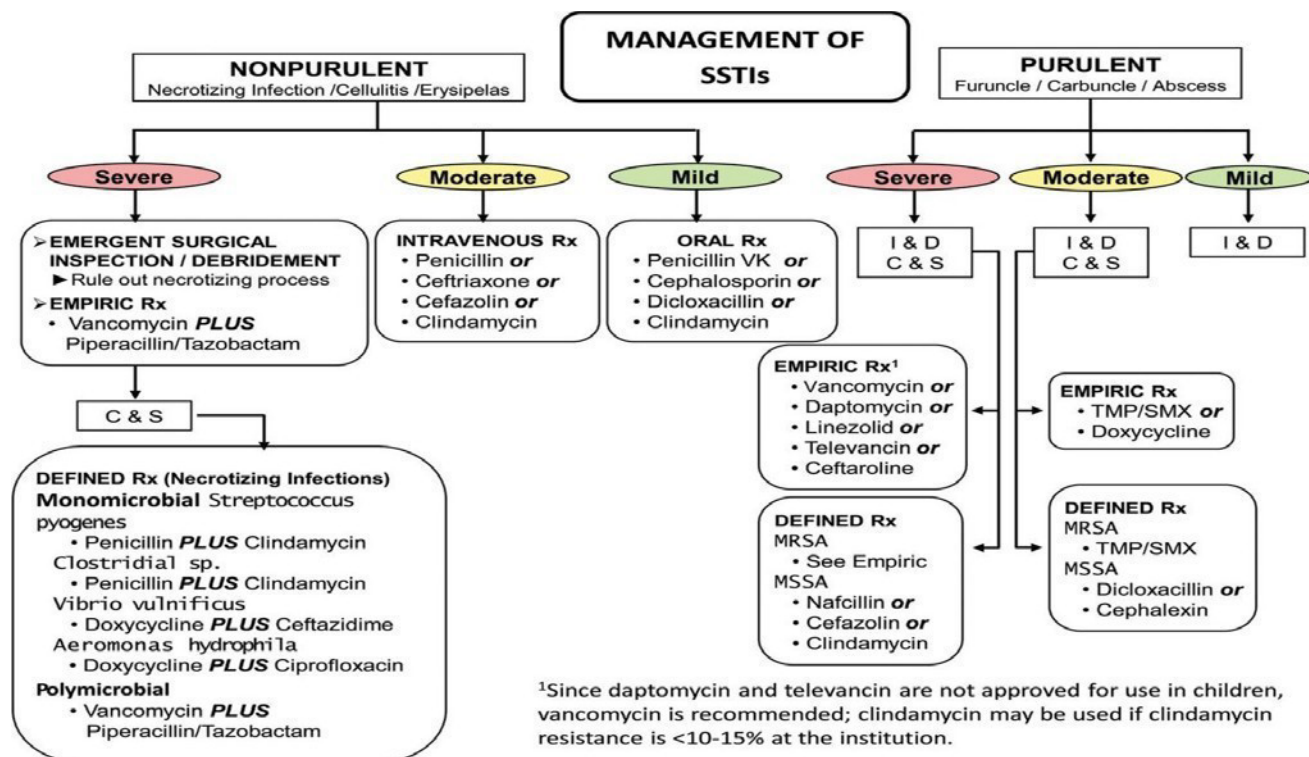 MANAGEMENT OF
SSTIs
NONPURULENT
Necrotizing Infection /Cellulitis /Erysipelas
Severe
Moderate
Mild
➢EMERGENT SURGICAL
INSPECTION / DEBRIDEMENT
►Rule out necrotizing process
➢EMPIRIC Rx
• Vancomycin PLUS
Piperacillin/Tazobactam
C & S
DEFINED Rx (Necrotizing Infections)
Monomicrobial Streptococcus
pyogenes
• Penicillin PLUS Clindamycin
Clostridial sp.
• Penicillin PLUS Clindamycin
Vibrio vulnificus
• Doxycycline PLUS Ceftazidime
Aeromonas hydrophila
• Doxycycline PLUS Ciprofloxacin
Polymicrobial
• Vancomycin PLUS
Piperacillin/Tazobactam
INTRAVENOUS Rx
• Penicillin or
• Ceftriaxone or
• Cefazolin or
• Clindamycin
ORAL Rx
• Penicillin VK or
• Cephalosporin or
• Dicloxacillin or
• Clindamycin
PURULENT
Furuncle / Carbuncle / Abscess
Severe
Moderate
Mild
I & D
C & S
I & D
C & S
I & D
EMPIRIC Rx¹
• Vancomycin or
• Daptomycin or
• Linezolid or
• Televancin or
• Ceftaroline
EMPIRIC Rx
• TMP/SMX or
• Doxycycline
DEFINED Rx
MRSA
• See Empiric
MSSA
• Nafcillin or
• Cefazolin or
• Clindamycin
DEFINED Rx
MRSA
• TMP/SMX
MSSA
• Dicloxacillin or
• Cephalexin
¹Since daptomycin and televancin are not approved for use in children,
vancomycin is recommended; clindamycin may be used if clindamycin
resistance is <10-15% at the institution.